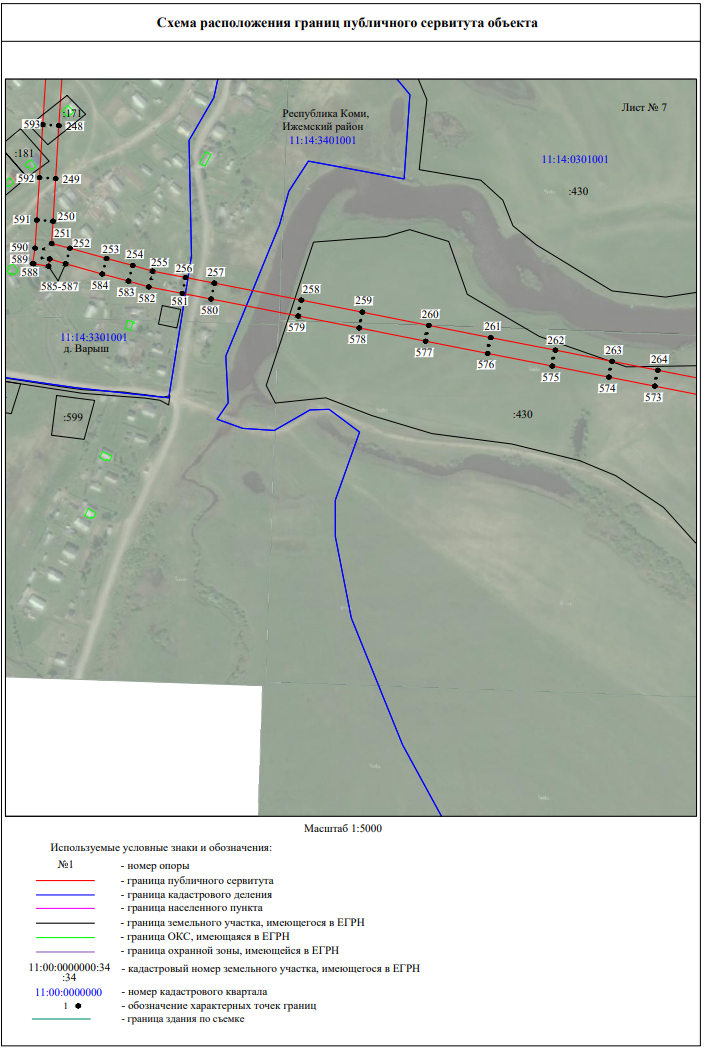 Схема расположения границ публичного сервитута объекта
Лист № 7
Республика Коми,
Ижемский район
11:14:3401001
11:14:0301001
:430
:171
593
248
:181
592
249
591
250
251
590
252
589
588
585-587
253
254
255
256
257
584
583
582
581
580
258
259
260
261
262
263
264
579
578
577
576
575
574
573
11:14:3301001
д. Варыш
:599
:430
Масштаб 1:5000
Используемые условные знаки и обозначения:
№1 - номер опоры
- граница публичного сервитута
- граница кадастрового деления
- граница населенного пункта
- граница земельного участка, имеющегося в ЕГРН
- граница ОКС, имеющаяся в ЕГРН
- граница охранной зоны, имеющейся в ЕГРН
11:00:0000000:34 - кадастровый номер земельного участка, имеющегося в ЕГРН
:34
11:00:0000000 - номер кадастрового квартала
1 - обозначение характерных точек границ
- граница здания по съемке